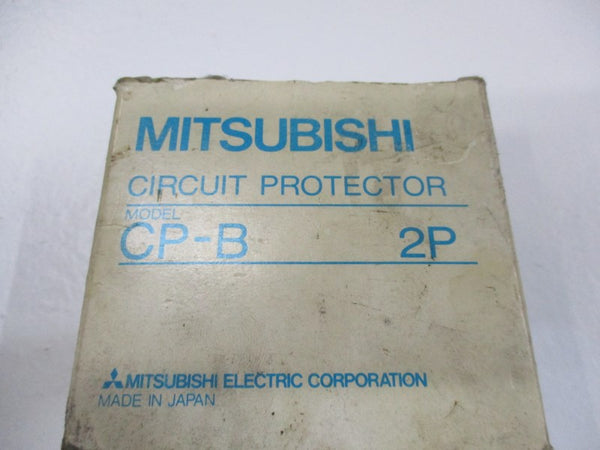 MITSUBISHI
CIRCUIT PROTECTOR
MODEL
CP-B 2P
MITSUBISHI ELECTRIC CORPORATION
MADE IN JAPAN